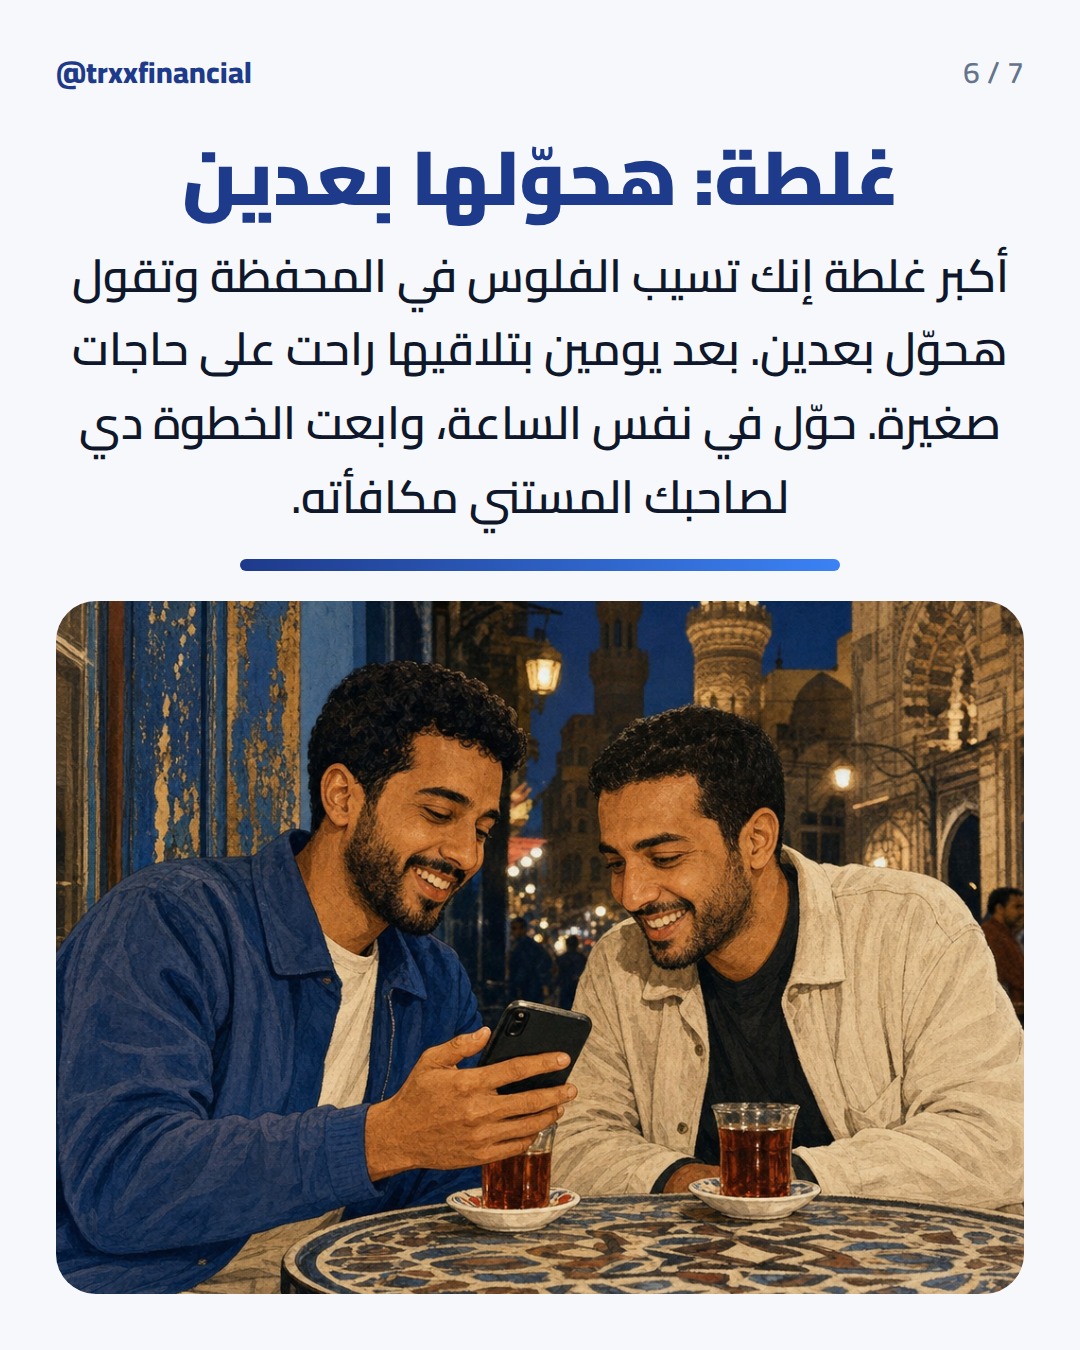 @trxxfinancial
6 / 7
غلطة: هحوّلها بعدين
أكبر غلطة إنك تسيب الفلوس في المحفظة وتقول
هحوّل بعدين. بعد يومين بتلاقيها راحت على حاجات
صغيرة. حوّل في نفس الساعة، وابعت الخطوة دي
لصاحبك المستني مكافأته.